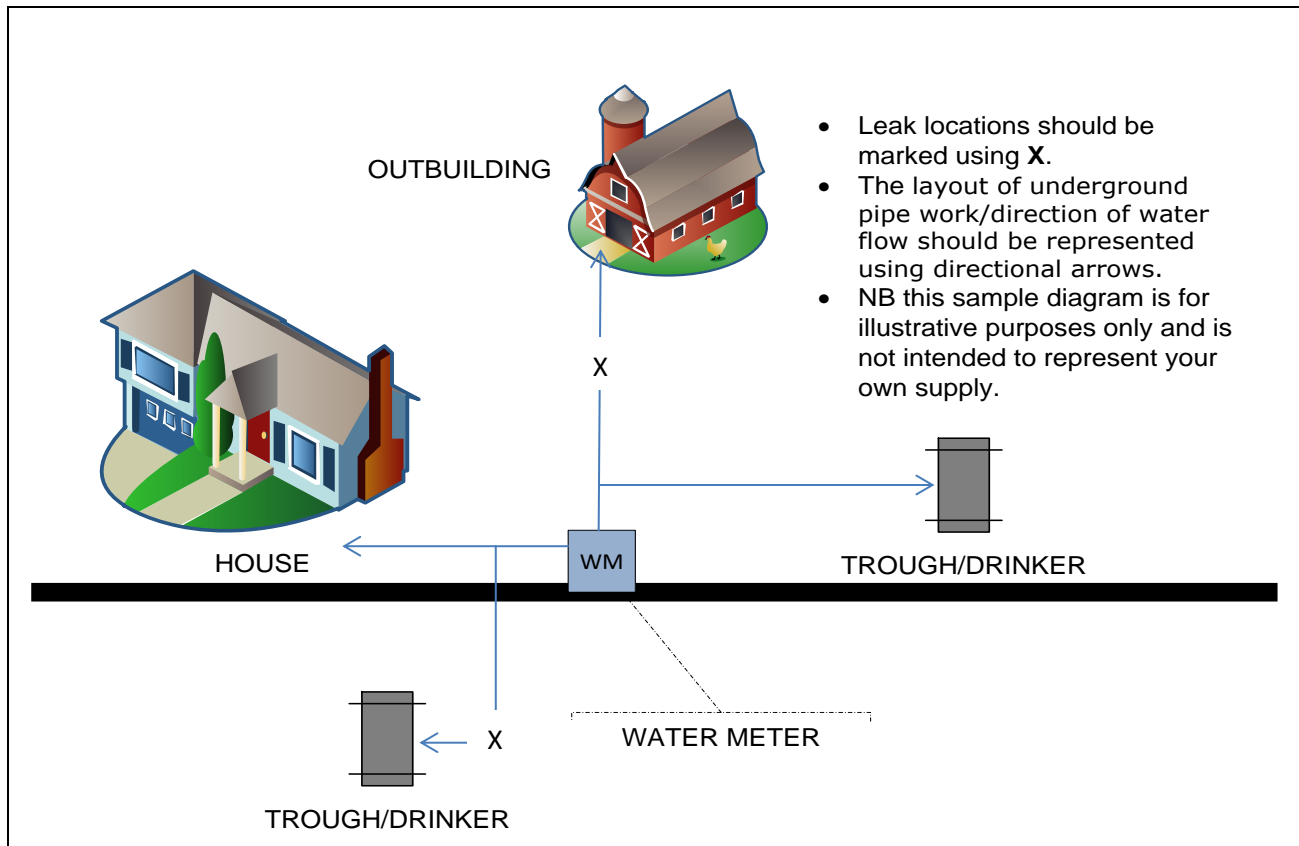 OUTBUILDING
• Leak locations should be
marked using X.
• The layout of underground
pipe work/direction of water
flow should be represented
using directional arrows.
• NB this sample diagram is for
illustrative purposes only and is
not intended to represent your
own supply.
X
HOUSE
WM
TROUGH/DRINKER
X
WATER METER
TROUGH/DRINKER